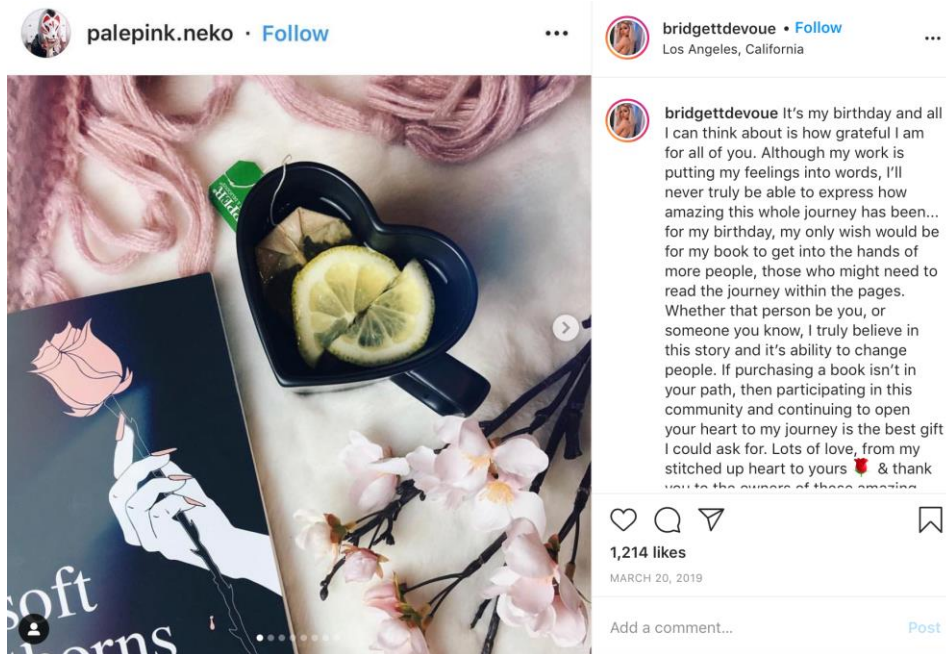 palepink.neko • Follow
bridgettdevoue • Follow
Los Angeles, California
bridgettdevoue It's my birthday and all
I can think about is how grateful I am
for all of you. Although my work is
putting my feelings into words, I'll
never truly be able to express how
amazing this whole journey has been...
for my birthday, my only wish would be
for my book to get into the hands of
more people, those who might need to
read the journey within the pages.
Whether that person be you, or
someone you know, I truly believe in
this story and it's ability to change
people. If purchasing a book isn't in
your path, then participating in this
community and continuing to open
your heart to my journey is the best gift
I could ask for. Lots of love, from my
stitched up heart to yours 🌹 & thank
you to the owners of these amazing
1,214 likes
MARCH 20, 2019
Add a comment... Post
soft